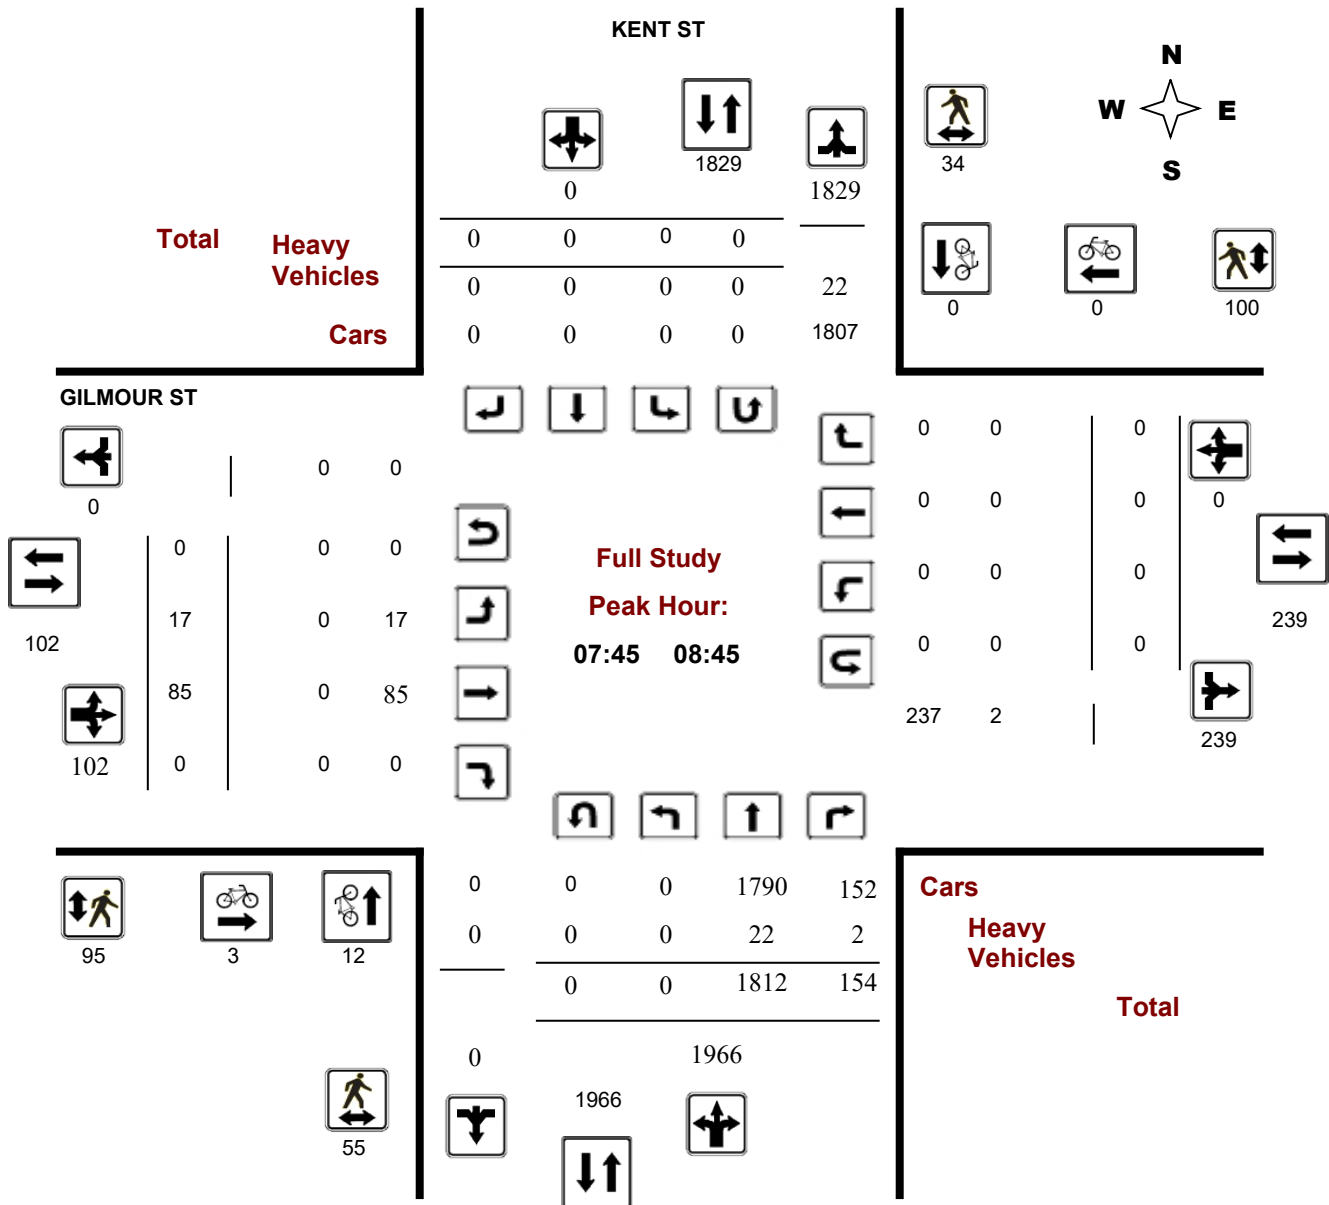 KENT ST
N
W E
S
1829
34
0 1829
Total
Heavy
Vehicles
Cars
0 0 0 0
0 0 0 0 22
0 0 0 0 1807
0 0 100
GILMOUR ST
0 0
0
0 0 0
17 0 17
102
85 0 85
102
0 0 0
Full Study
Peak Hour:
07:45 08:45
0 0 0
0 0 0 0
0 0 0
239
0 0 0
237 2
239
95 3 12
55
0 0 0 1790 152
0 0 0 22 2
0 0 1812 154
0 1966
1966
Cars
Heavy
Vehicles
Total